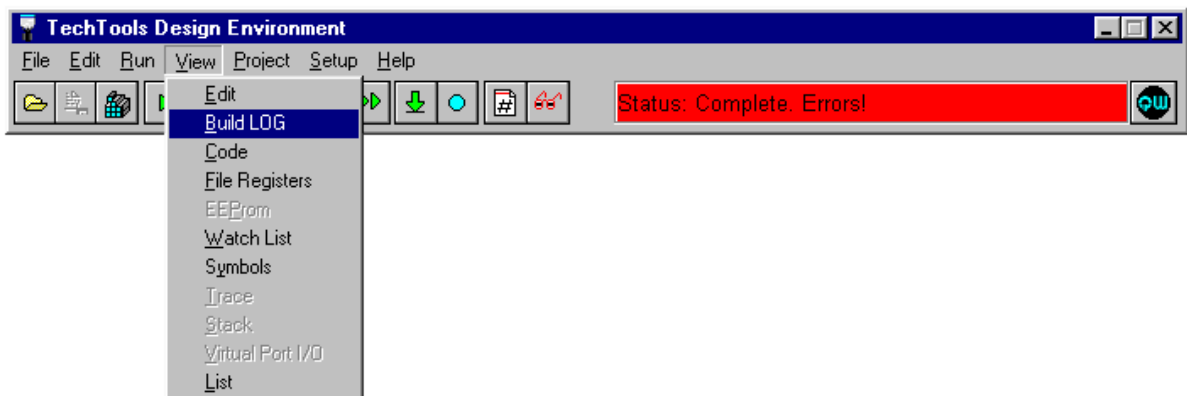 TechTools Design Environment
File Edit Run View Project Setup Help
# Status: Complete. Errors! QW
Edit
Build LOG
Code
File Registers
EEProm
Watch List
Symbols
Trace
Stack
Virtual Port I/O
List